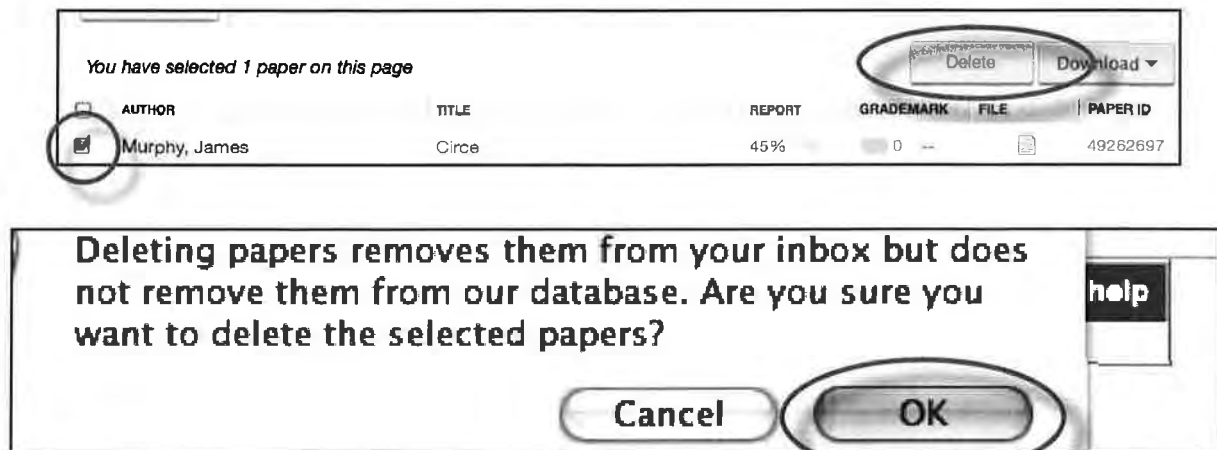 You have selected 1 paper on this page
Delete Download
AUTHOR TITLE REPORT GRADEMARK FILE PAPER ID
Murphy, James Circe 45% 0 -- 49262697
Deleting papers removes them from your inbox but does
not remove them from our database. Are you sure you
want to delete the selected papers?
help
Cancel OK